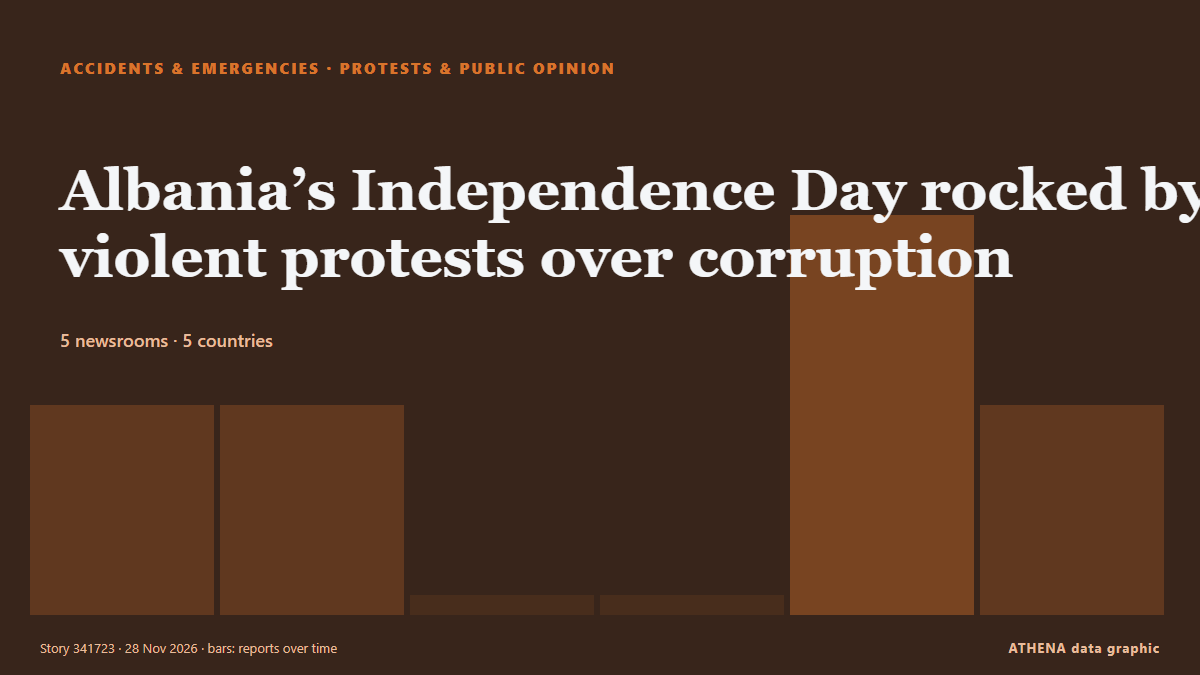 ACCIDENTS & EMERGENCIES · PROTESTS & PUBLIC OPINION
Albania’s Independence Day rocked by
violent protests over corruption
5 newsrooms · 5 countries
Story 341723 · 28 Nov 2026 · bars: reports over time
ATHENA data graphic